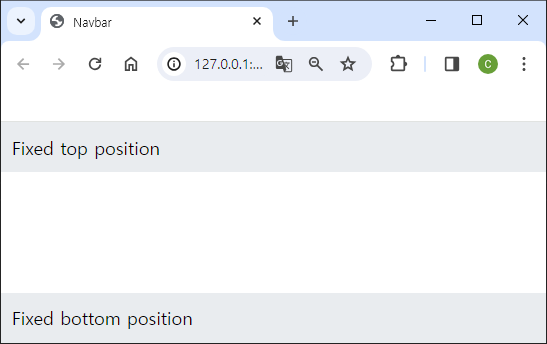 Navbar
127.0.0.1:...
C
Fixed top position
Fixed bottom position